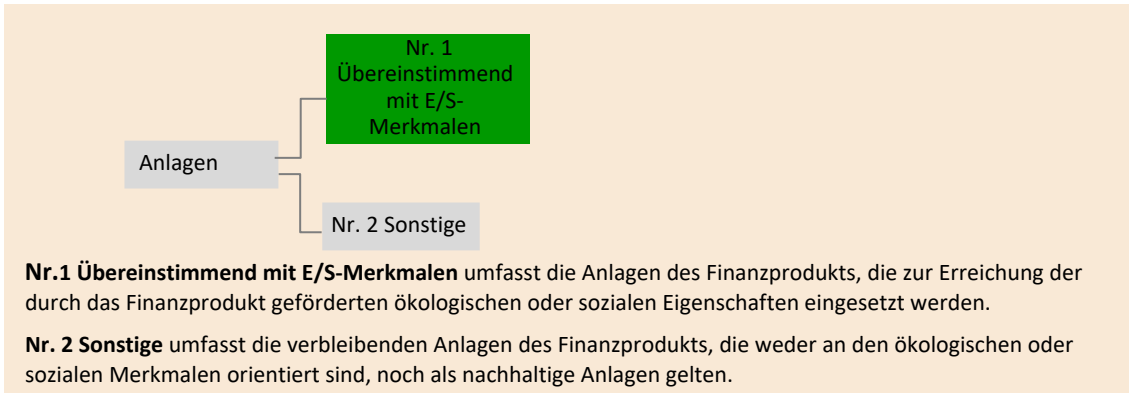 Nr. 1
Übereinstimmend
mit E/S-
Merkmalen
Anlagen
Nr. 2 Sonstige
Nr.1 Übereinstimmend mit E/S-Merkmalen umfasst die Anlagen des Finanzprodukts, die zur Erreichung der
durch das Finanzprodukt geförderten ökologischen oder sozialen Eigenschaften eingesetzt werden.
Nr. 2 Sonstige umfasst die verbleibenden Anlagen des Finanzprodukts, die weder an den ökologischen oder
sozialen Merkmalen orientiert sind, noch als nachhaltige Anlagen gelten.